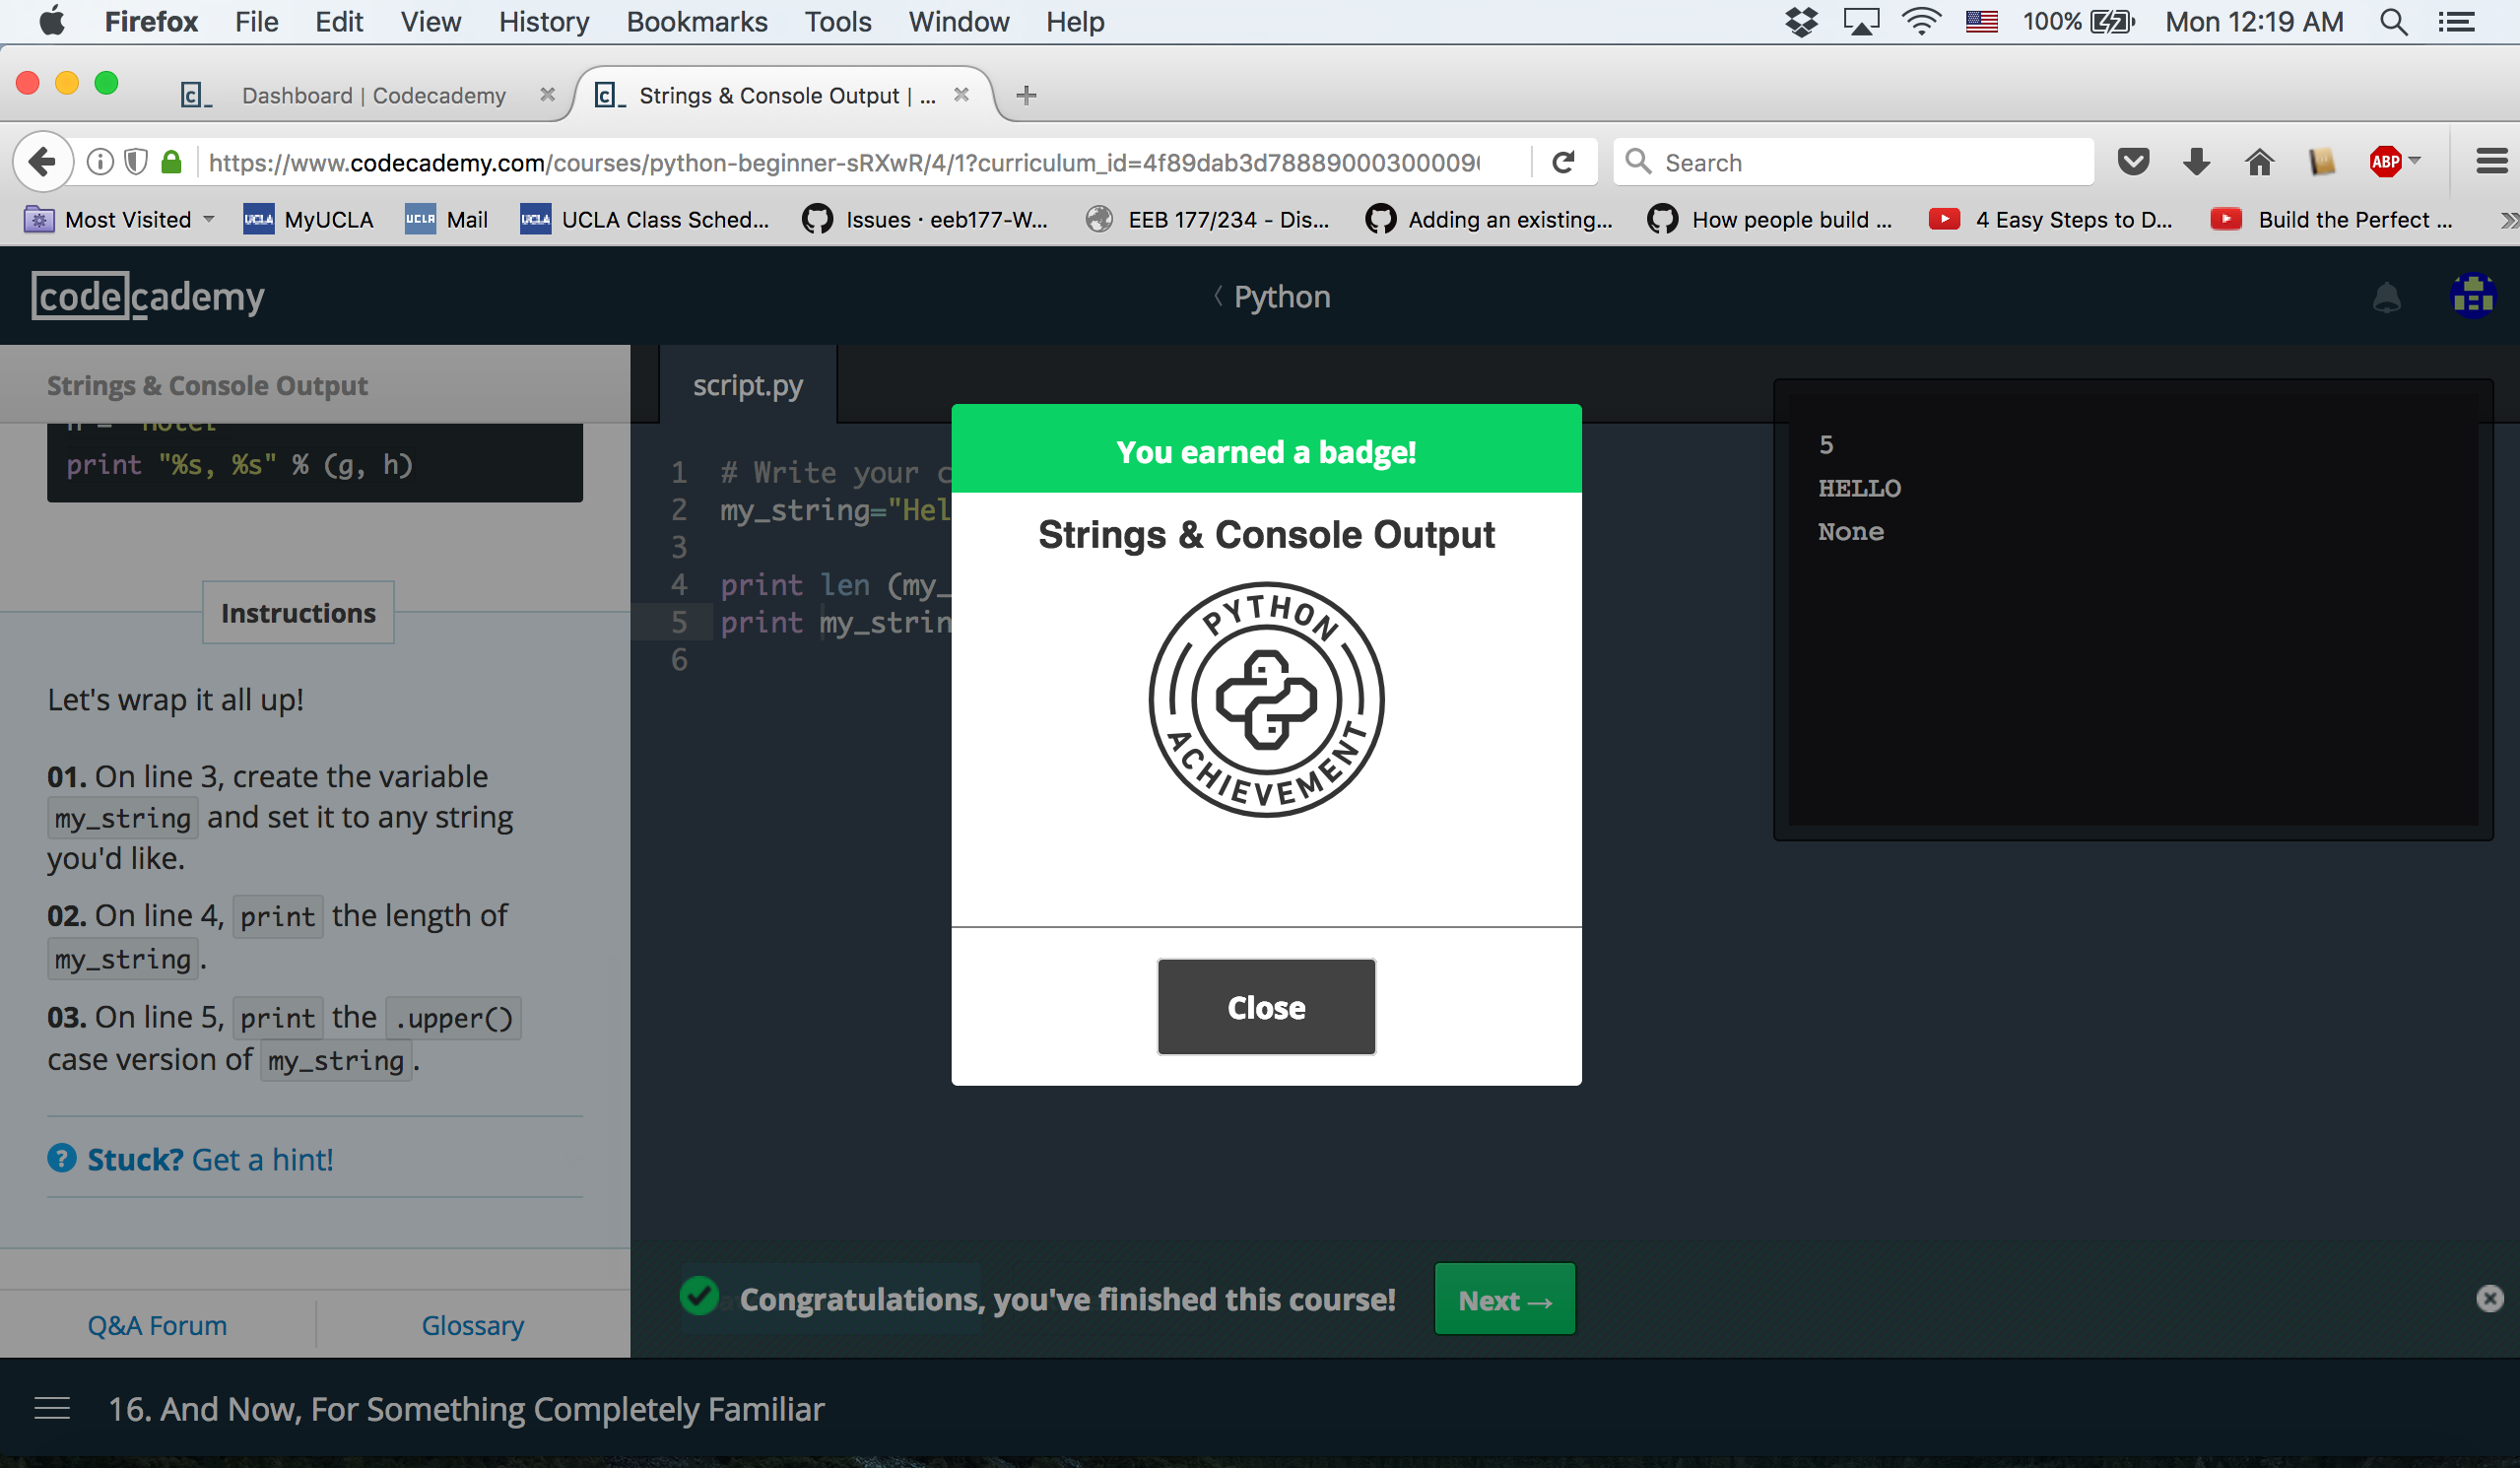 Firefox File Edit View History Bookmarks Tools Window Help 100% Mon 12:19 AM
Dashboard | Codecademy
Strings & Console Output | ...
https://www.codecademy.com/courses/python-beginner-sRXwR/4/1?curriculum_id=4f89dab3d788890003000096
Search
ABP
Most Visited UCLA MyUCLA UCLA Mail UCLA UCLA Class Sched... Issues · eeb177-W... EEB 177/234 - Dis... Adding an existing... How people build ... 4 Easy Steps to D... Build the Perfect ...
codecademy
Python
Strings & Console Output
print "%s, %s" % (g, h)
Instructions
Let's wrap it all up!
01. On line 3, create the variable
my_string and set it to any string
you'd like.
02. On line 4, print the length of
my_string.
03. On line 5, print the .upper()
case version of my_string.
Stuck? Get a hint!
Q&A Forum
Glossary
script.py
1 # Write your c
2 my_string="Hel
3
4 print len (my_
5 print my_strin
6
You earned a badge!
Strings & Console Output
PYTHON
ACHIEVEMENT
Close
5
HELLO
None
Congratulations, you've finished this course!
Next →
16. And Now, For Something Completely Familiar